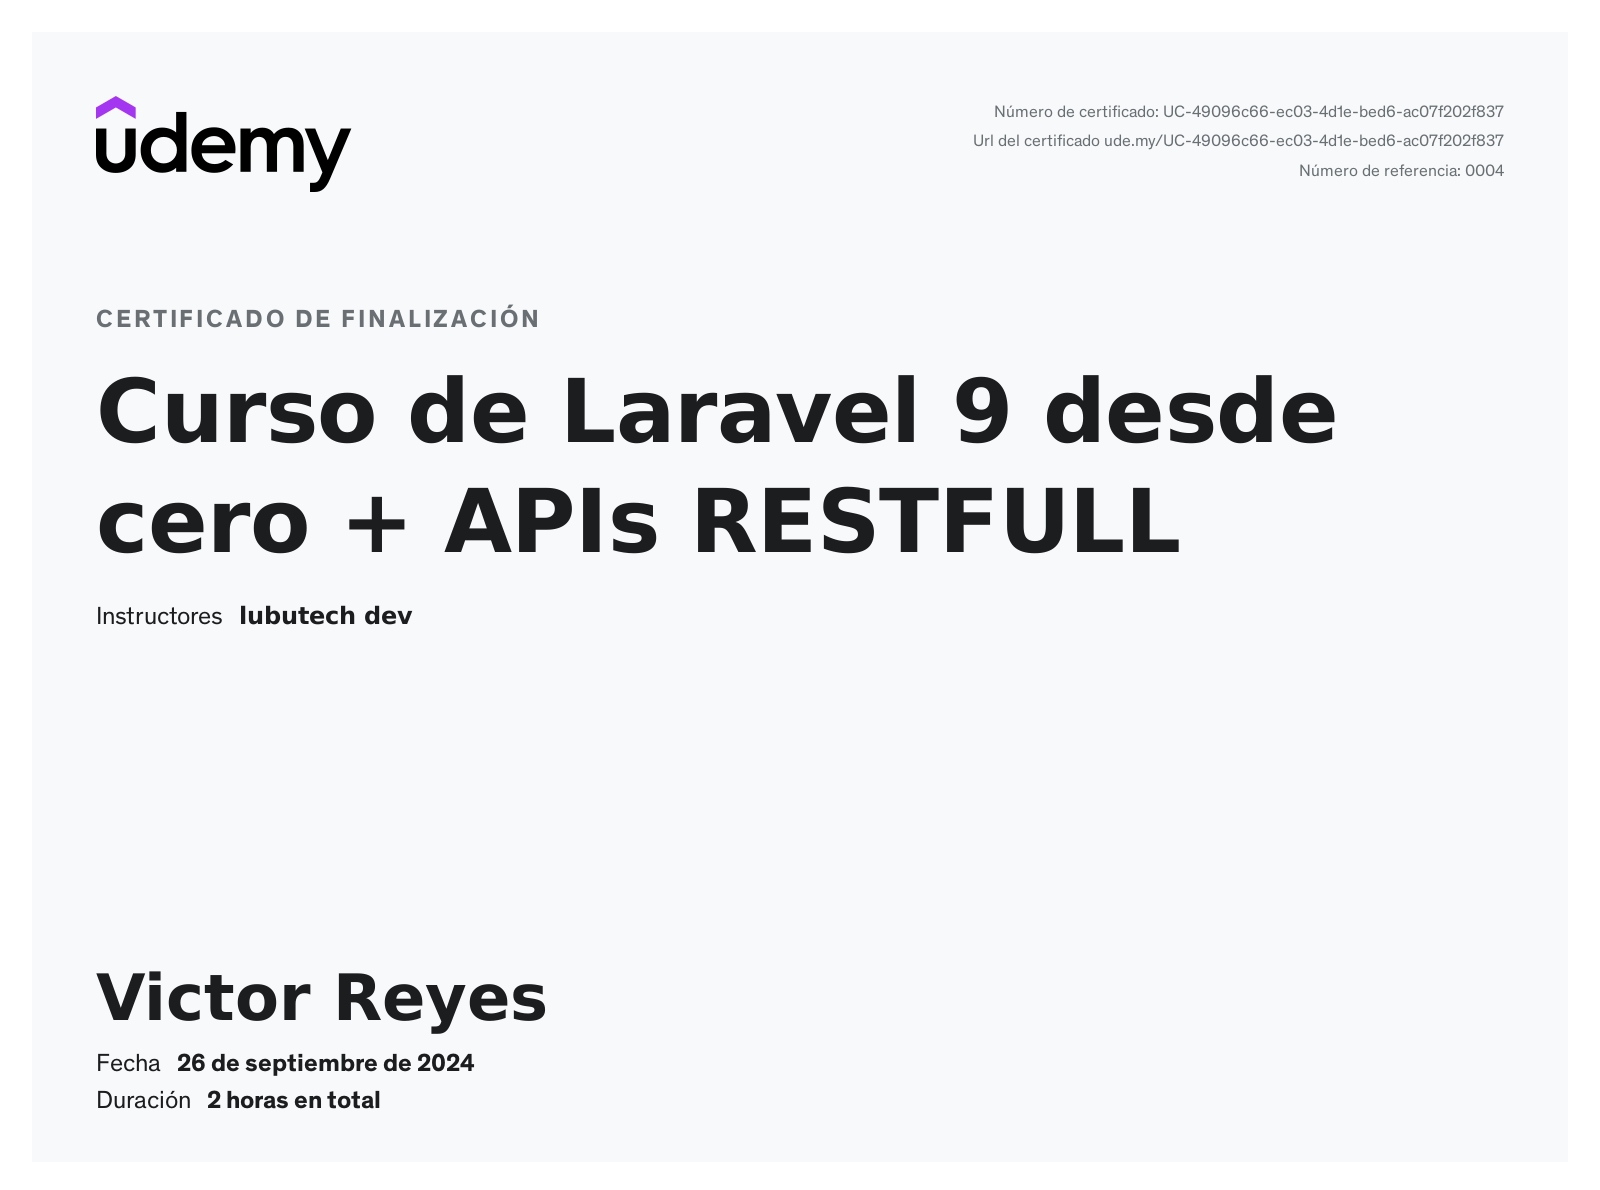 udemy
Número de certificado: UC-49096c66-ec03-4d1e-bed6-ac07f202f837
Url del certificado ude.my/UC-49096c66-ec03-4d1e-bed6-ac07f202f837
Número de referencia: 0004
CERTIFICADO DE FINALIZACIÓN
Curso de Laravel 9 desde
cero + APIs RESTFULL
Instructores lubutech dev
Victor Reyes
Fecha 26 de septiembre de 2024
Duración 2 horas en total